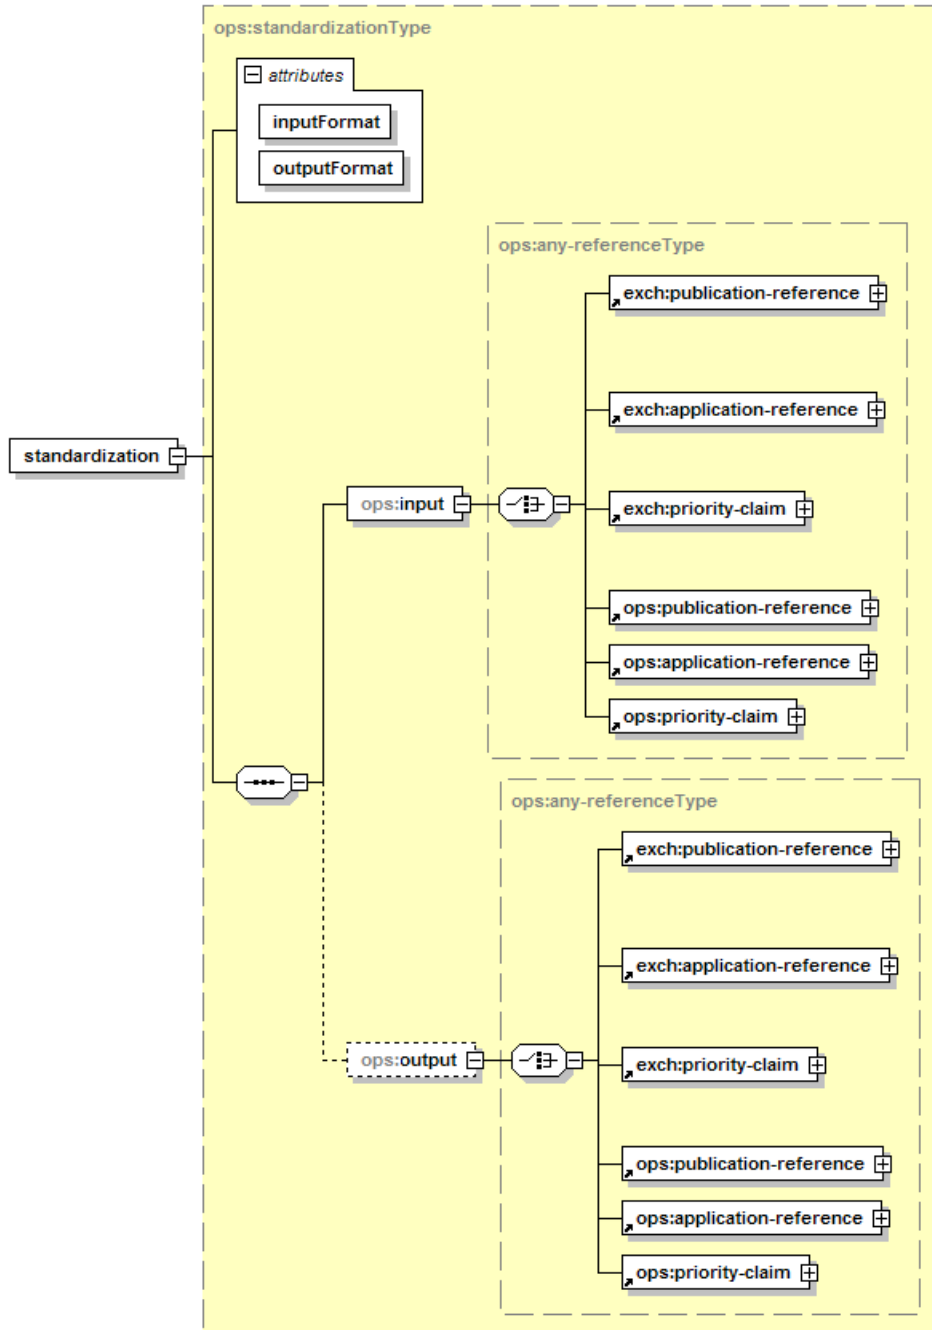 ops:standardizationType
attributes
inputFormat
outputFormat
ops:any-referenceType
exch:publication-reference
exch:application-reference
standardization
ops:input
exch:priority-claim
ops:publication-reference
ops:application-reference
ops:priority-claim
ops:any-referenceType
exch:publication-reference
exch:application-reference
ops:output
exch:priority-claim
ops:publication-reference
ops:application-reference
ops:priority-claim